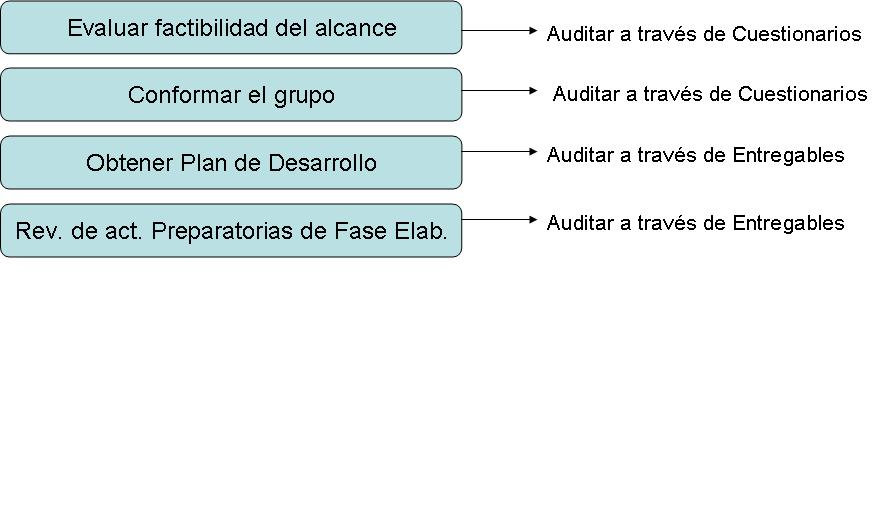 Evaluar factibilidad del alcance
Auditar a través de Cuestionarios
Conformar el grupo
Auditar a través de Cuestionarios
Obtener Plan de Desarrollo
Auditar a través de Entregables
Rev. de act. Preparatorias de Fase Elab.
Auditar a través de Entregables